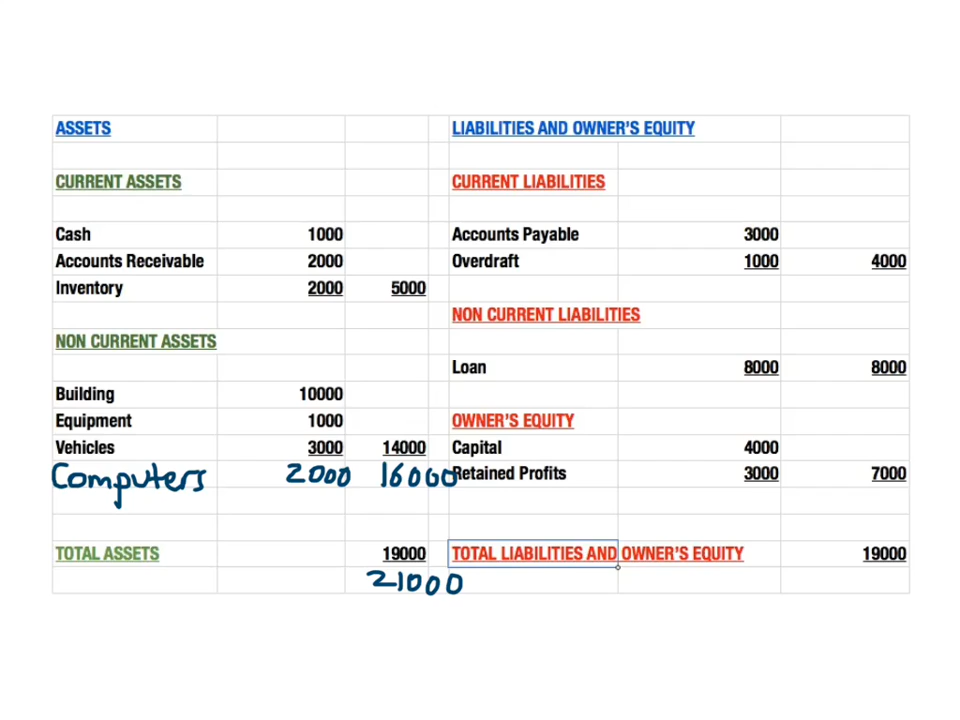 ASSETS LIABILITIES AND OWNER'S EQUITY
CURRENT ASSETS CURRENT LIABILITIES
Cash 1000 Accounts Payable 3000
Accounts Receivable 2000 Overdraft 1000 4000
Inventory 2000 5000
NON CURRENT LIABILITIES
NON CURRENT ASSETS
Loan 8000 8000
Building 10000
Equipment 1000 OWNER'S EQUITY
Vehicles 3000 14000 Capital 4000
Computers 2000 16000 Retained Profits 3000 7000
TOTAL ASSETS 19000 TOTAL LIABILITIES AND OWNER'S EQUITY 19000
21000